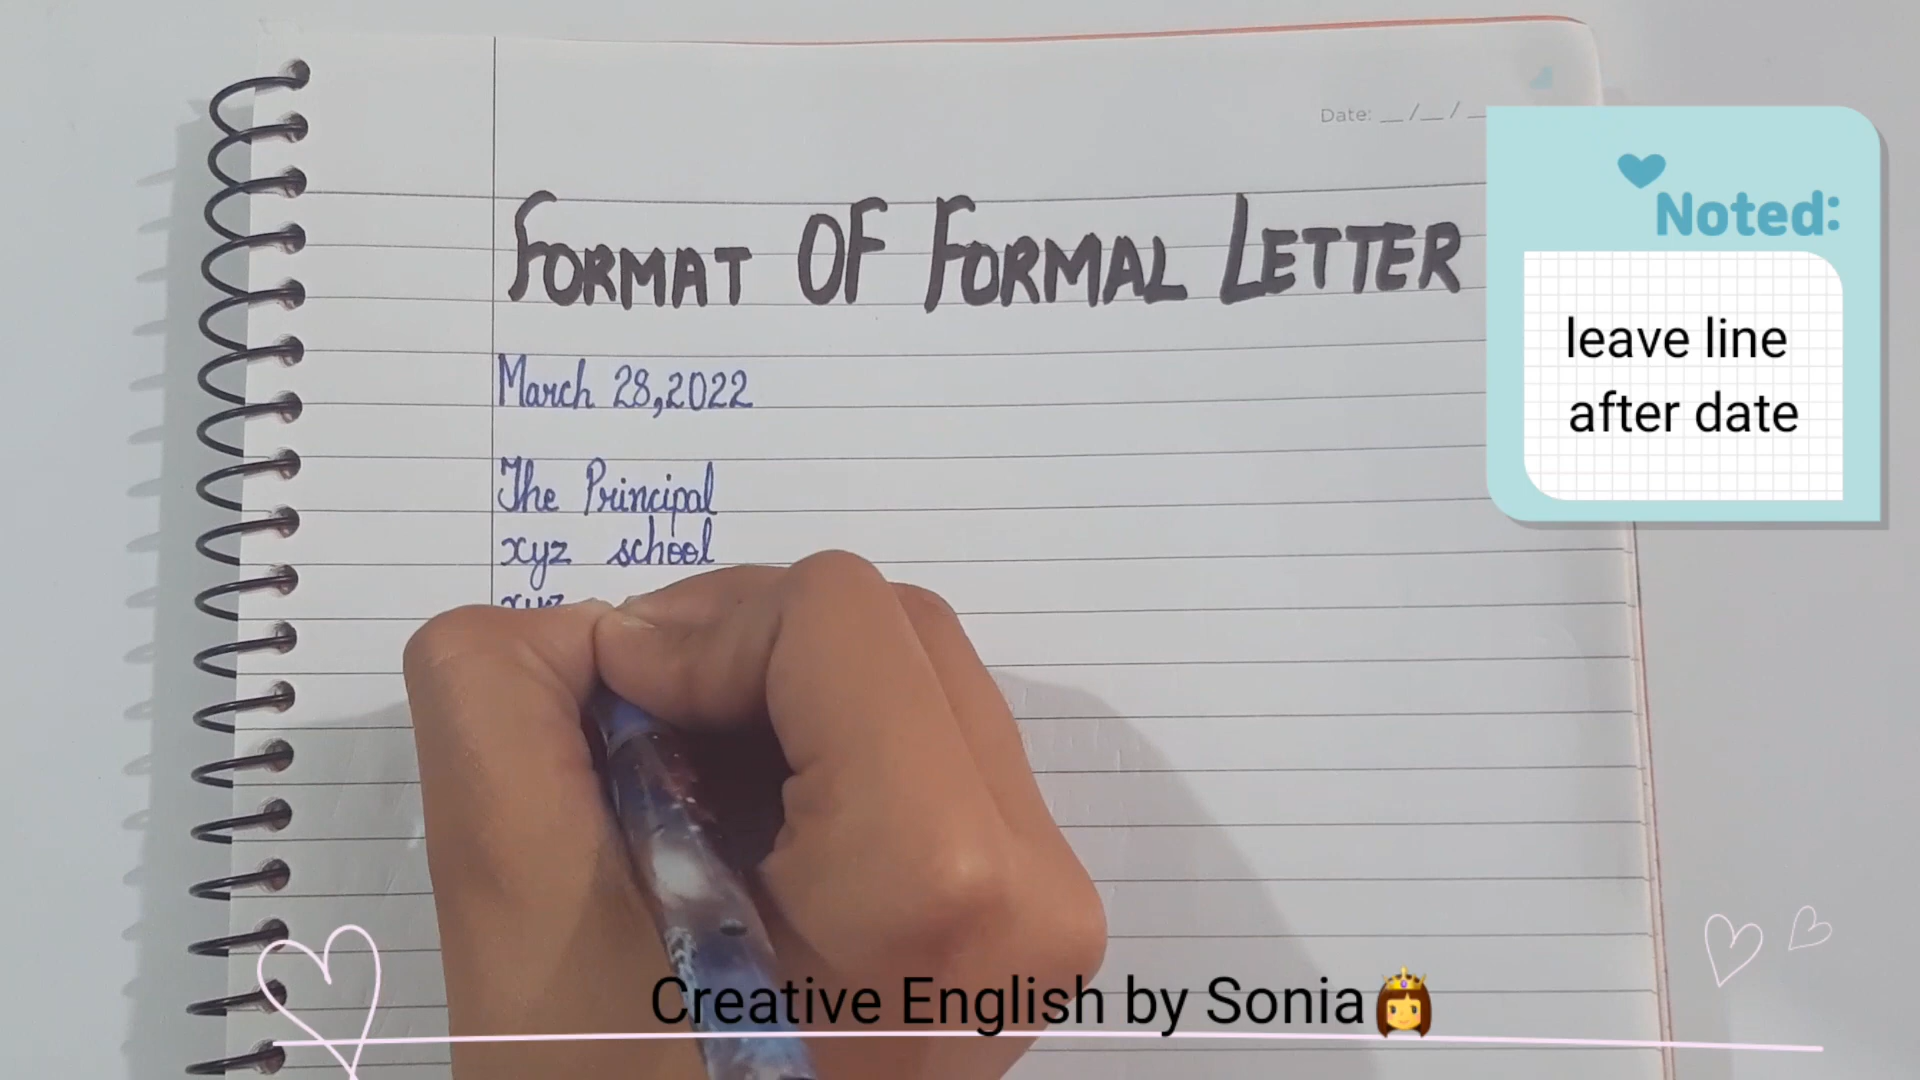 Date: __/__/__
FORMAT OF FORMAL LETTER
March 28,2022
The Principal
xyz school
xyz
Noted:
leave line
after date
Creative English by Sonia👸